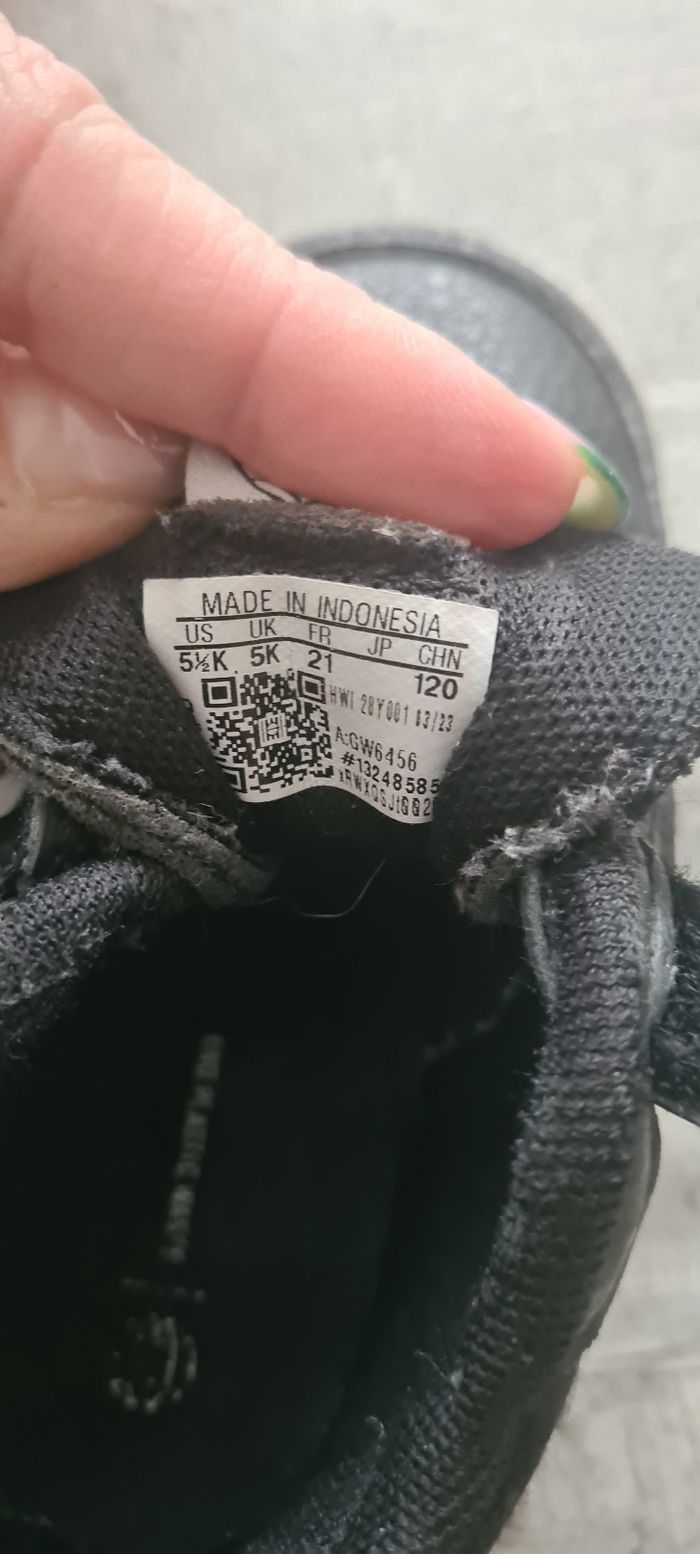 MADE IN INDONESIA
US UK FR JP CHN
5½K 5K 21 120
HWI 28Y001 03/23
A:GW6456
#13248585